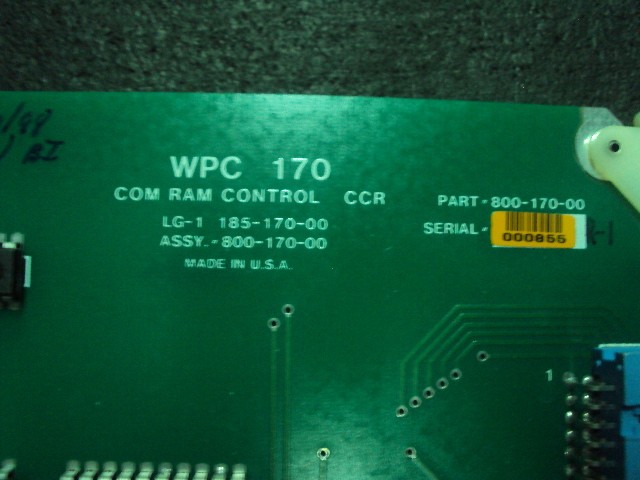 WPC 170
COM RAM CONTROL CCR
PART-800-170-00
LG-1 185-170-00
SERIAL-
000855
R-1
ASSY.-800-170-00
MADE IN U.S.A.
1